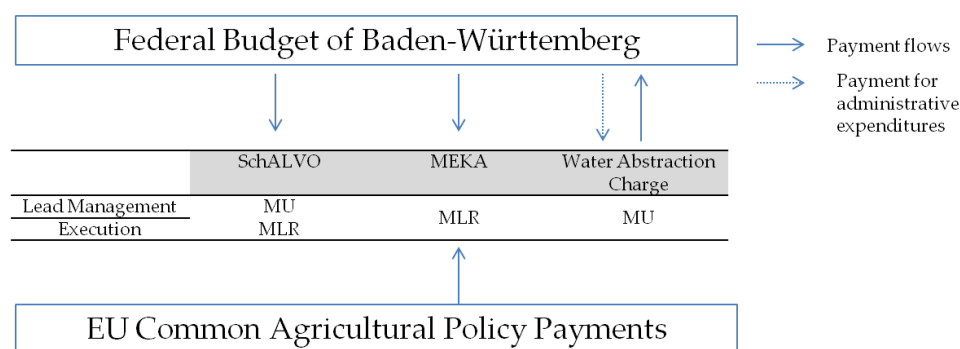 Federal Budget of Baden-Württemberg
Payment flows
Payment for
administrative
expenditures
SchALVO
MEKA
Water Abstraction
Charge
Lead Management
MU
MLR
MU
Execution
MLR
EU Common Agricultural Policy Payments